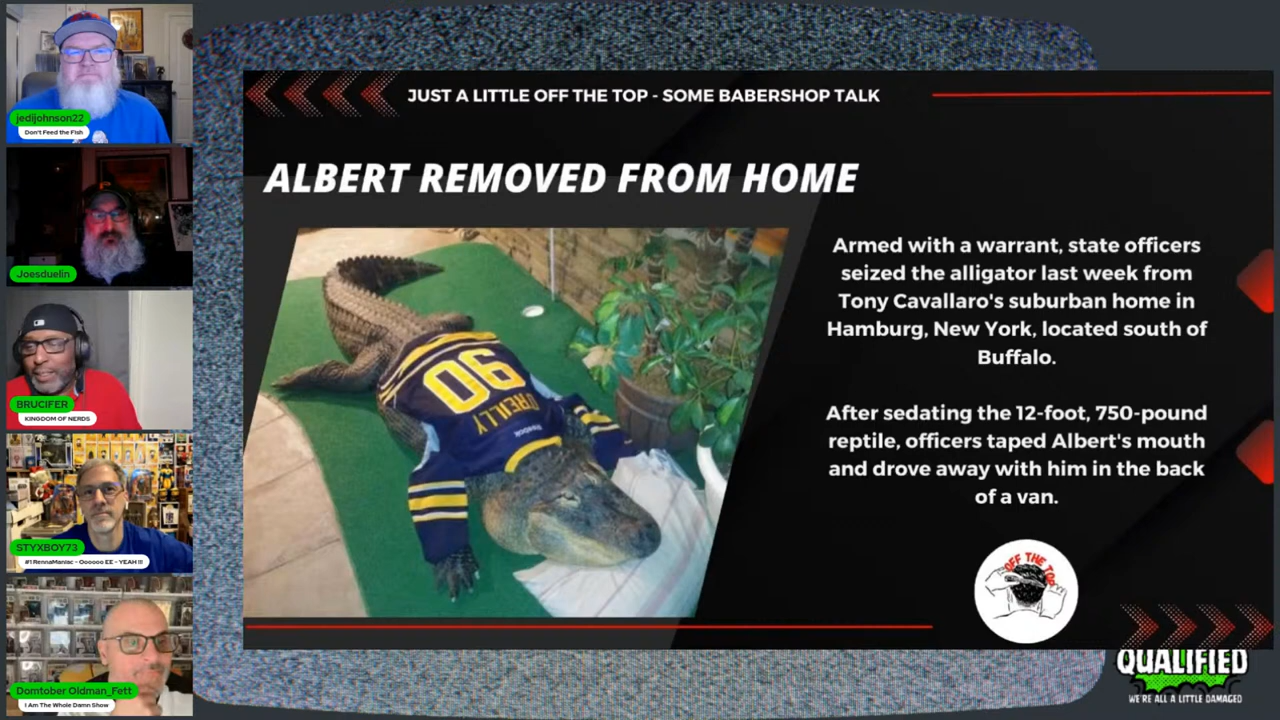 jedijohnson22
Don't Feed the Fish
Joesduelin
BRUCIFER
KINGDOM OF NERDS
STYXBOY73
#1 RennaManiac - Oooooo EE - YEAH !!!
Domtober Oldman_Fett
I Am The Whole Damn Show
JUST A LITTLE OFF THE TOP - SOME BABERSHOP TALK
ALBERT REMOVED FROM HOME
90
O'REILLY
Reebok
Armed with a warrant, state officers
seized the alligator last week from
Tony Cavallaro's suburban home in
Hamburg, New York, located south of
Buffalo.
After sedating the 12-foot, 750-pound
reptile, officers taped Albert's mouth
and drove away with him in the back
of a van.
OFF THE TOP
QUALIFIED
WE'RE ALL A LITTLE DAMAGED